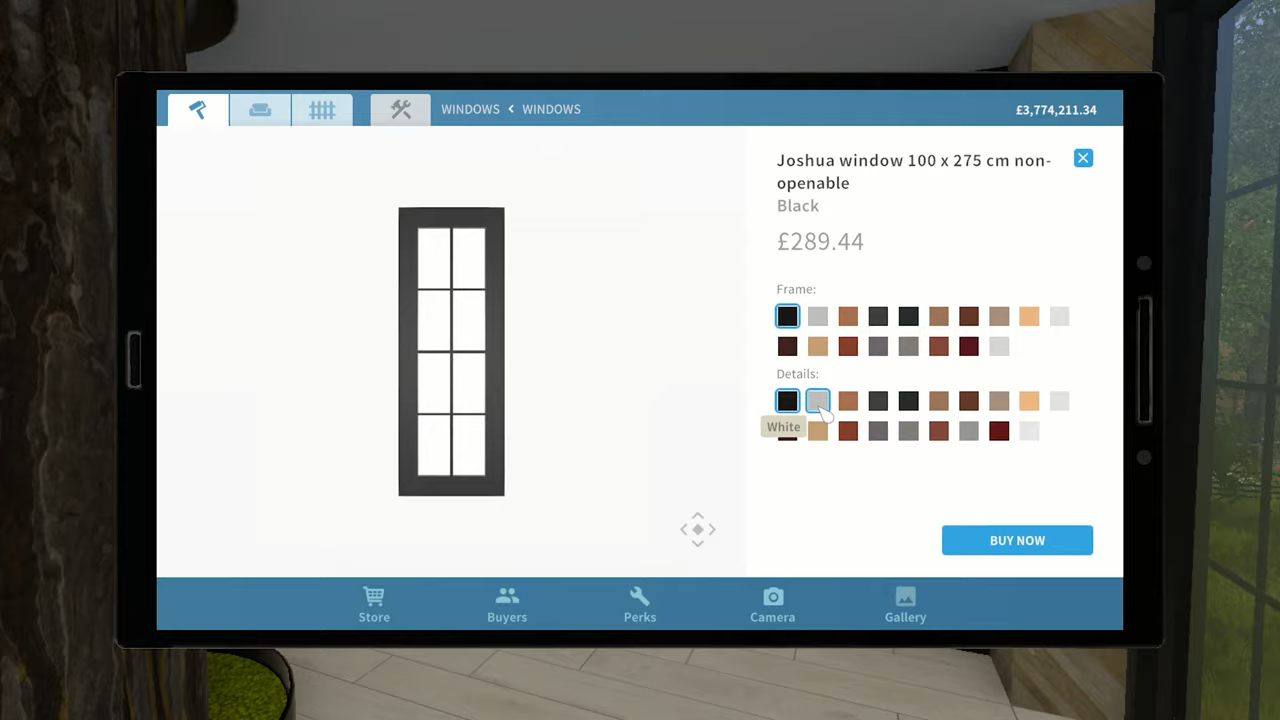 WINDOWS < WINDOWS
£3,774,211.34
Joshua window 100 x 275 cm non-
openable
Black
£289.44
Frame:
Details:
White
BUY NOW
Store
Buyers
Perks
Camera
Gallery